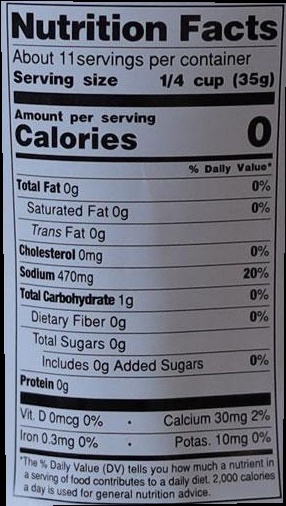 Nutrition Facts
About 11servings per container
Serving size 1/4 cup (35g)
Amount per serving
Calories 0
% Daily Value*
Total Fat 0g 0%
Saturated Fat 0g 0%
Trans Fat 0g
Cholesterol 0mg 0%
Sodium 470mg 20%
Total Carbohydrate 1g 0%
Dietary Fiber 0g 0%
Total Sugars 0g
Includes 0g Added Sugars 0%
Protein 0g
Vit. D 0mcg 0% • Calcium 30mg 2%
Iron 0.3mg 0% • Potas. 10mg 0%
*The % Daily Value (DV) tells you how much a nutrient in
a serving of food contributes to a daily diet. 2,000 calories
a day is used for general nutrition advice.